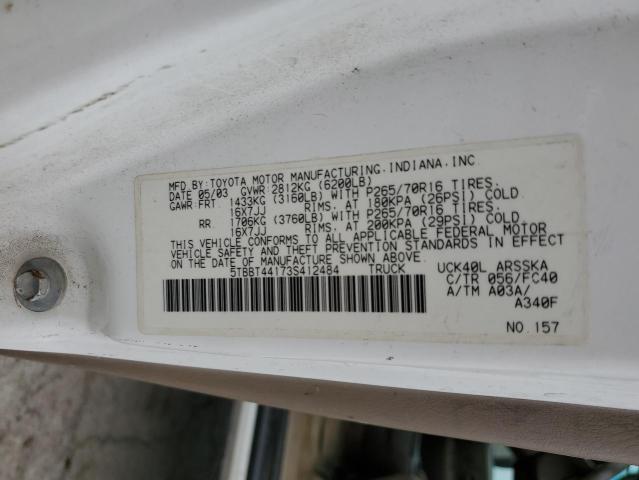 MFD.BY:TOYOTA MOTOR MANUFACTURING,INDIANA,INC.
DATE 05/03 GVWR:2812KG (6200LB)
GAWR FRT 1433KG (3160LB) WITH P265/70R16 TIRES,
16X7JJ RIMS. AT 180KPA (26PSI) COLD
RR 1706KG (3760LB) WITH P265/70R16 TIRES,
16X7JJ RIMS. AT 200KPA (29PSI) COLD
THIS VEHICLE CONFORMS TO ALL APPLICABLE FEDERAL MOTOR
VEHICLE SAFETY AND THEFT PREVENTION STANDARDS IN
EFFECT ON THE DATE OF MANUFACTURE SHOWN ABOVE.
5TBBT44173S412484 TRUCK
UCK40L ARSSKA
C/TR 056/FC40
A/TM A03A/
A340F
NO.157